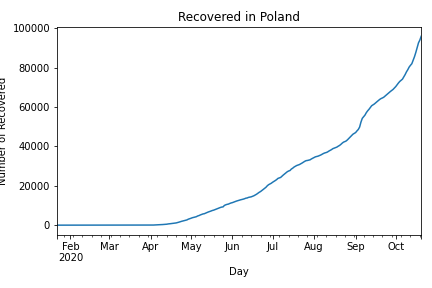 Recovered in Poland
100000
80000
60000
40000
20000
0
Number of Recovered
Feb Mar Apr May Jun Jul Aug Sep Oct
2020
Day